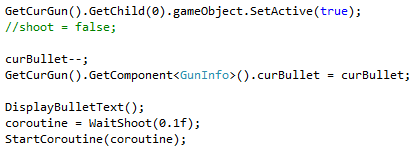 GetCurGun().GetChild(0).gameObject.SetActive(true);
//shoot = false;
curBullet--;
GetCurGun().GetComponent<GunInfo>().curBullet = curBullet;
DisplayBulletText();
coroutine = WaitShoot(0.1f);
StartCoroutine(coroutine);